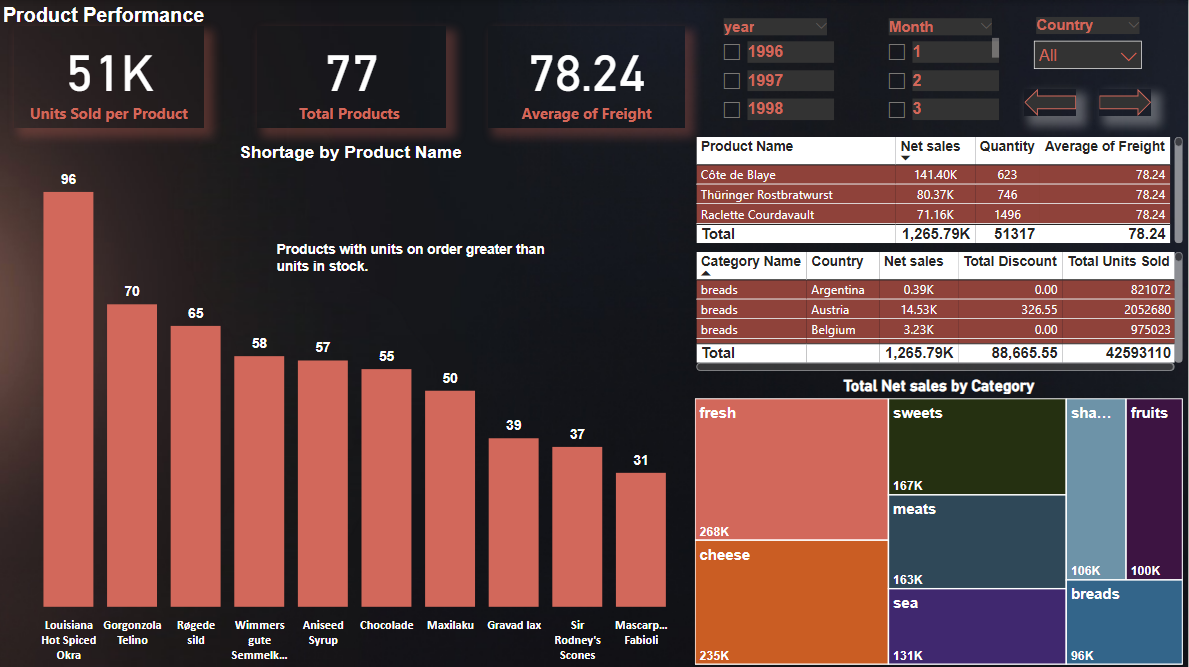 Product Performance
51K
Units Sold per Product
77
Total Products
78.24
Average of Freight
year
1996
1997
1998
Month
1
2
3
Country
All
Shortage by Product Name
Products with units on order greater than
units in stock.
96
70
65
58
57
55
50
39
37
31
Louisiana
Hot Spiced
Okra
Gorgonzola
Telino
Røgede
sild
Wimmers
gute
Semmelk...
Aniseed
Syrup
Chocolade
Maxilaku
Gravad lax
Sir
Rodney's
Scones
Mascarp...
Fabioli
Product Name Net sales Quantity Average of Freight
Côte de Blaye 141.40K 623 78.24
Thüringer Rostbratwurst 80.37K 746 78.24
Raclette Courdavault 71.16K 1496 78.24
Total 1,265.79K 51317 78.24
Category Name Country Net sales Total Discount Total Units Sold
breads Argentina 0.39K 0.00 821072
breads Austria 14.53K 326.55 2052680
breads Belgium 3.23K 0.00 975023
Total 1,265.79K 88,665.55 42593110
Total Net sales by Category
fresh
268K
cheese
235K
sweets
167K
meats
163K
sea
131K
sha...
106K
fruits
100K
breads
96K